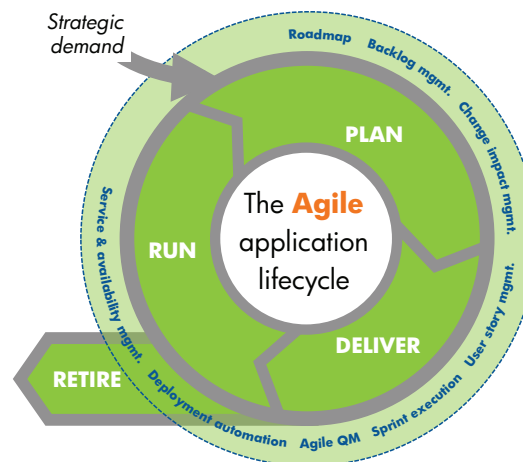 Strategic
demand
Roadmap
Backlog mgmt.
Change impact mgmt.
PLAN
The Agile
application
lifecycle
RUN
DELIVER
User story mgmt.
Sprint execution
Agile QM
Deployment automation
Service & availability mgmt.
RETIRE